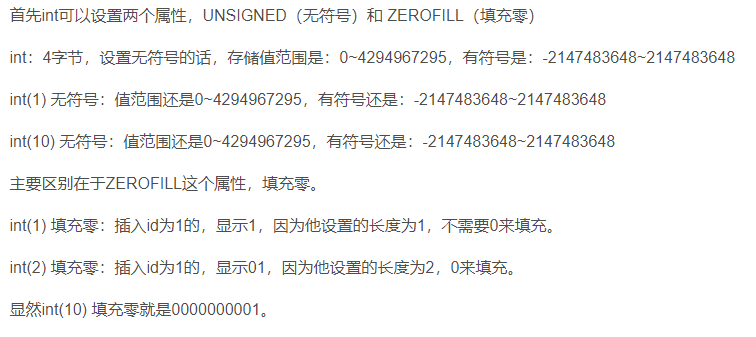 首先int可以设置两个属性，UNSIGNED（无符号）和 ZEROFILL（填充零）
int：4字节，设置无符号的话，存储值范围是：0~4294967295，有符号是：-2147483648~2147483648
int(1) 无符号：值范围还是0~4294967295，有符号还是：-2147483648~2147483648
int(10) 无符号：值范围还是0~4294967295，有符号还是：-2147483648~2147483648
主要区别在于ZEROFILL这个属性，填充零。
int(1) 填充零：插入id为1的，显示1，因为他设置的长度为1，不需要0来填充。
int(2) 填充零：插入id为1的，显示01，因为他设置的长度为2，0来填充。
显然int(10) 填充零就是0000000001。